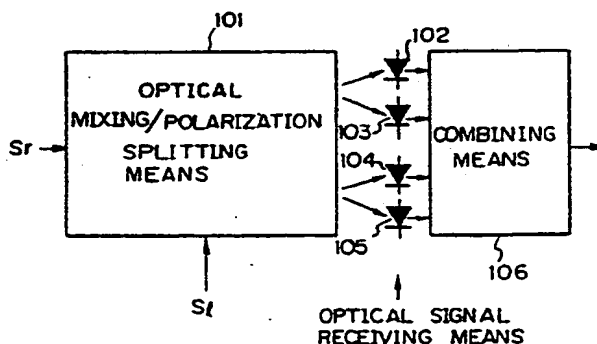 101
102
OPTICAL
MIXING/POLARIZATION
SPLITTING
MEANS
103
104
105
COMBINING
MEANS
106
Sr
Sℓ
OPTICAL SIGNAL
RECEIVING MEANS